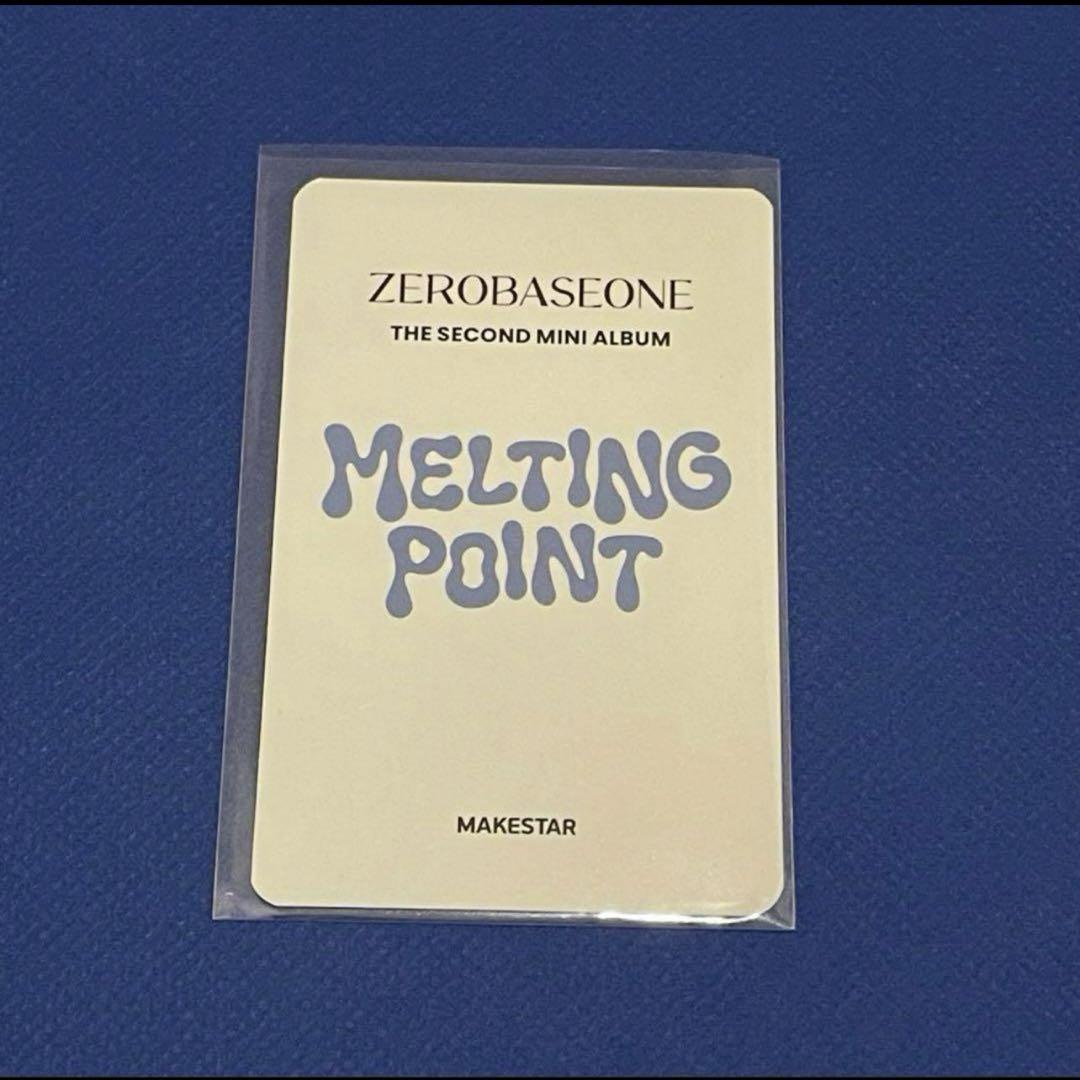 ZEROBASEONE
THE SECOND MINI ALBUM
MELTING
POINT
MAKESTAR